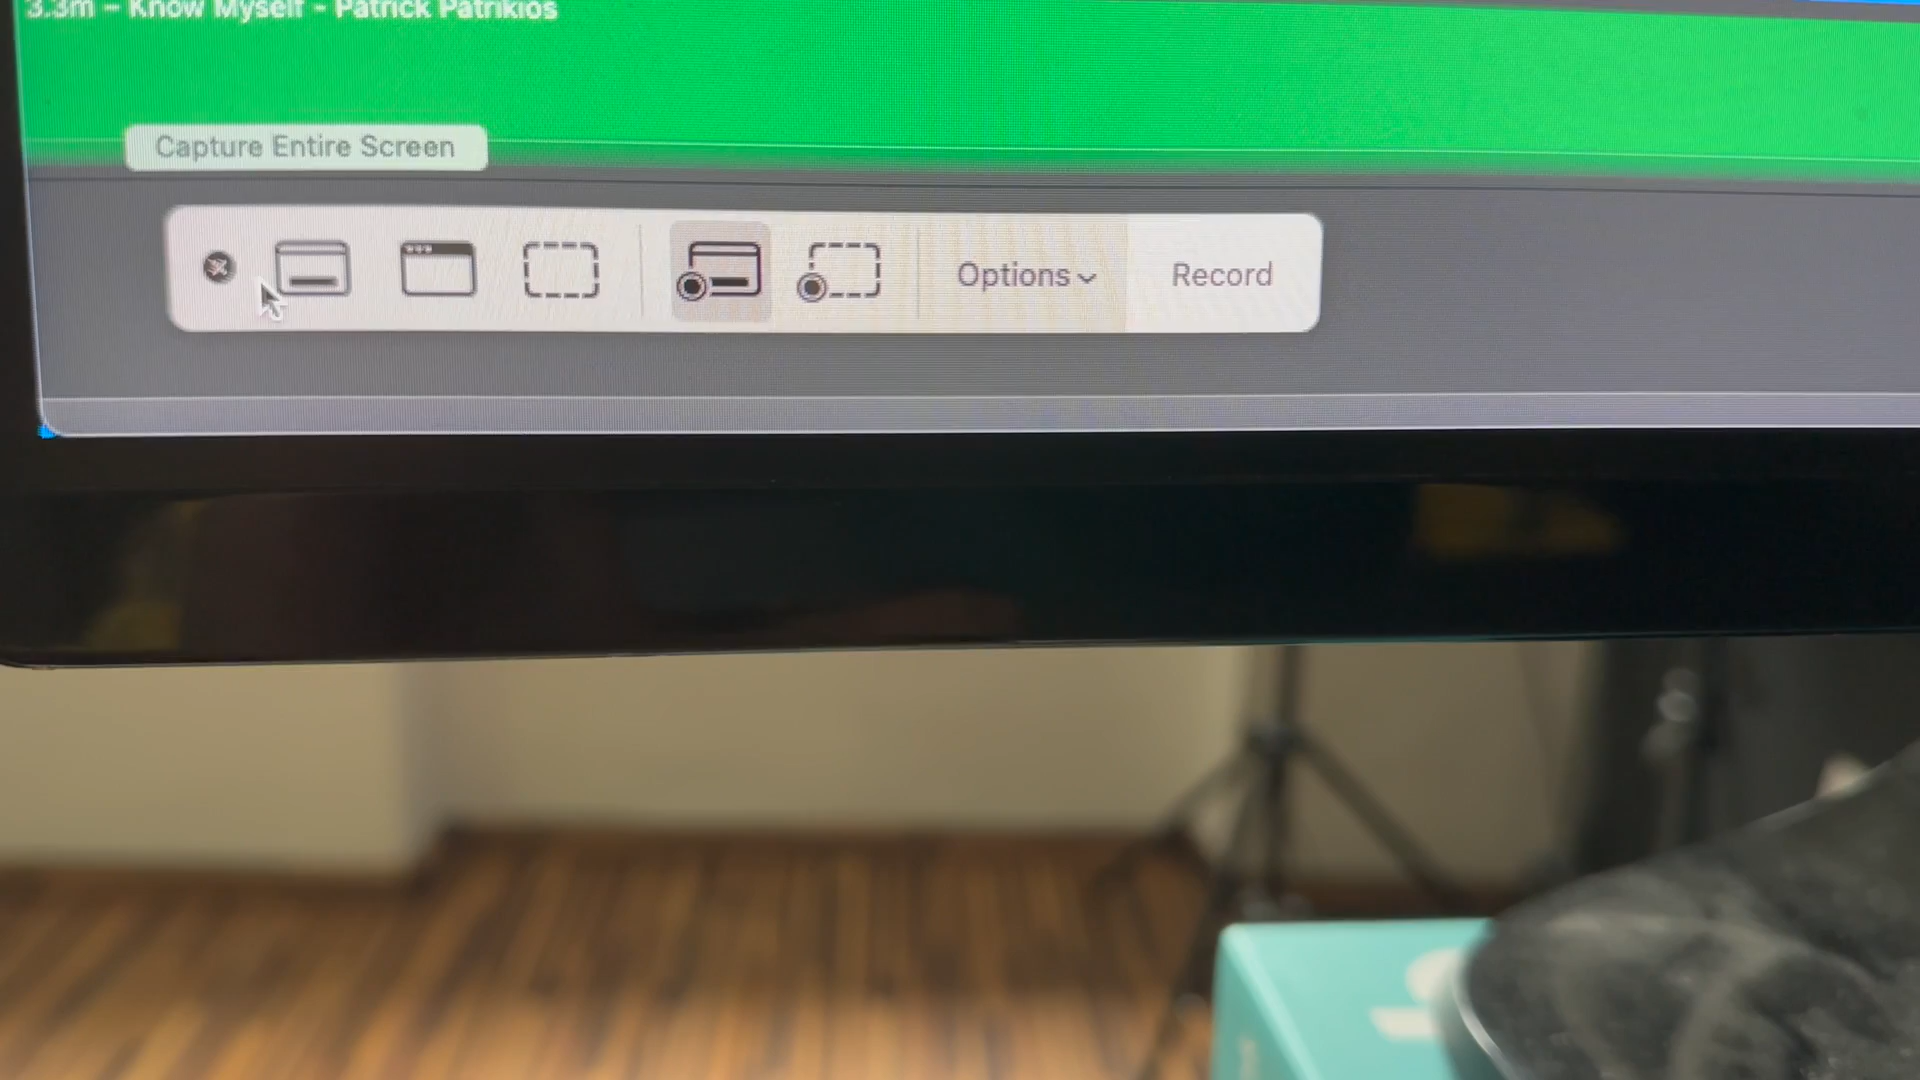 3.3m – Know Myself - Patrick Patrikios
Capture Entire Screen
Options
Record